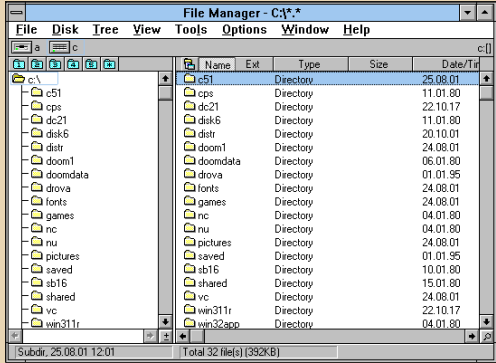 File Manager - C:\*.*
File Disk Tree View Tools Options Window Help
a c c:[]
1 2 3 4 5 * Name Ext Type Size Date/Tim
c:\
c51
cps
dc21
disk6
distr
doom1
doomdata
drova
fonts
games
nc
nu
pictures
saved
sb16
shared
vc
win311r
c51 Directory 25.08.01
cps Directory 11.01.80
dc21 Directory 22.10.17
disk6 Directory 11.01.80
distr Directory 20.10.01
doom1 Directory 24.08.01
doomdata Directory 06.01.80
drova Directory 01.01.95
fonts Directory 24.08.01
games Directory 24.08.01
nc Directory 04.01.80
nu Directory 04.01.80
pictures Directory 24.08.01
saved Directory 01.01.95
sb16 Directory 10.01.80
shared Directory 15.01.80
vc Directory 24.08.01
win311r Directory 22.10.17
win32app Directory 04.01.80
Subdir, 25.08.01 12:01 Total 32 file(s) (392KB)